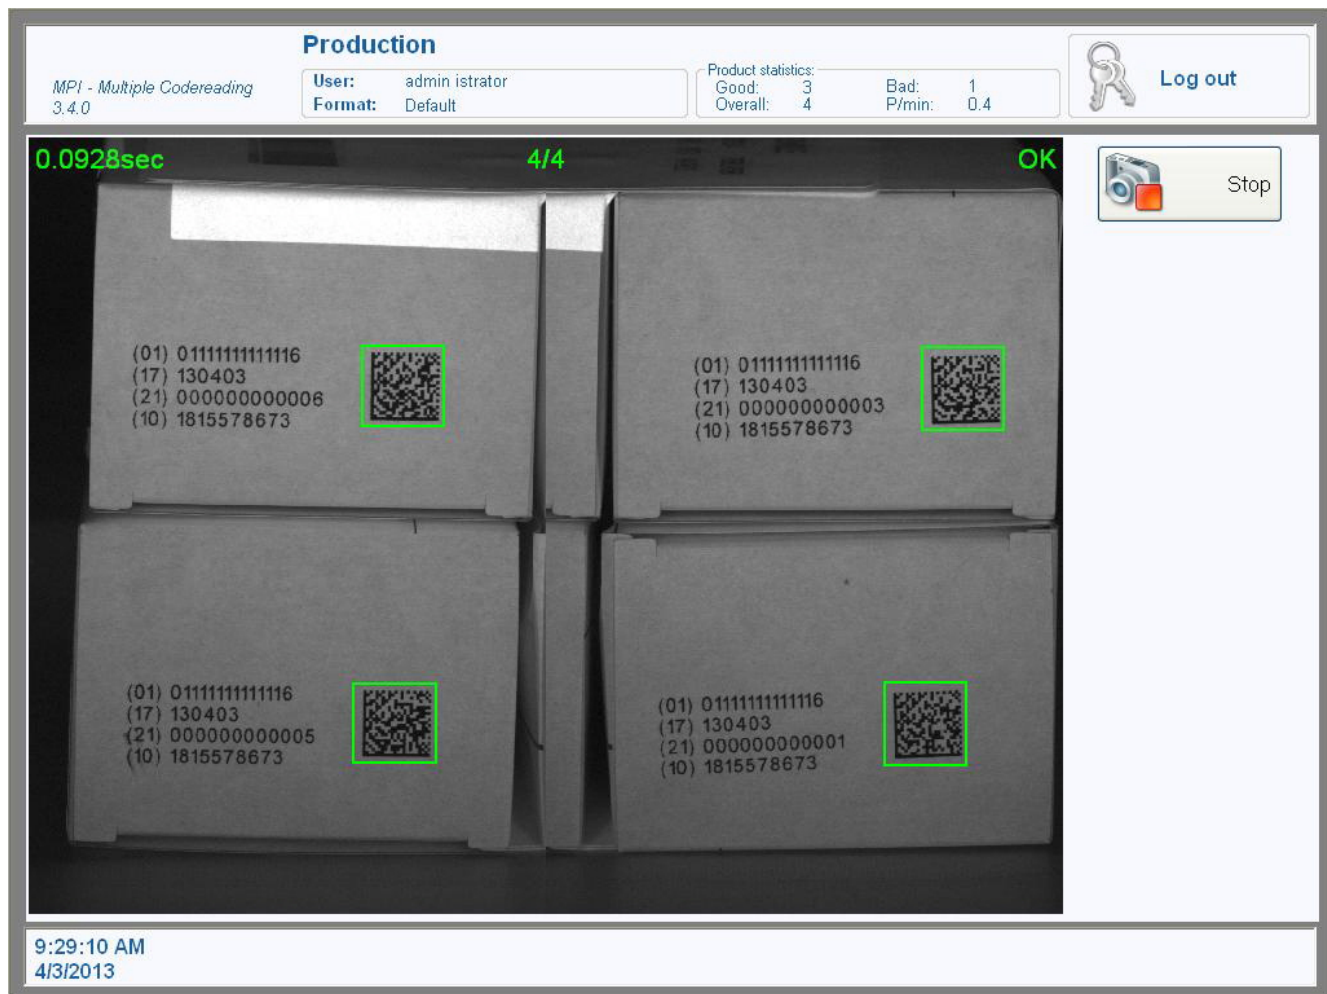 Production
MPI - Multiple Codereading
3.4.0
User: admin istrator
Format: Default
Product statistics:
Good: 3 Bad: 1
Overall: 4 P/min: 0.4
Log out
0.0928sec 4/4 OK
Stop
(01) 01111111111116
(17) 130403
(21) 000000000006
(10) 1815578673
(01) 01111111111116
(17) 130403
(21) 000000000003
(10) 1815578673
(01) 01111111111116
(17) 130403
(21) 000000000005
(10) 1815578673
(01) 01111111111116
(17) 130403
(21) 000000000001
(10) 1815578673
9:29:10 AM
4/3/2013